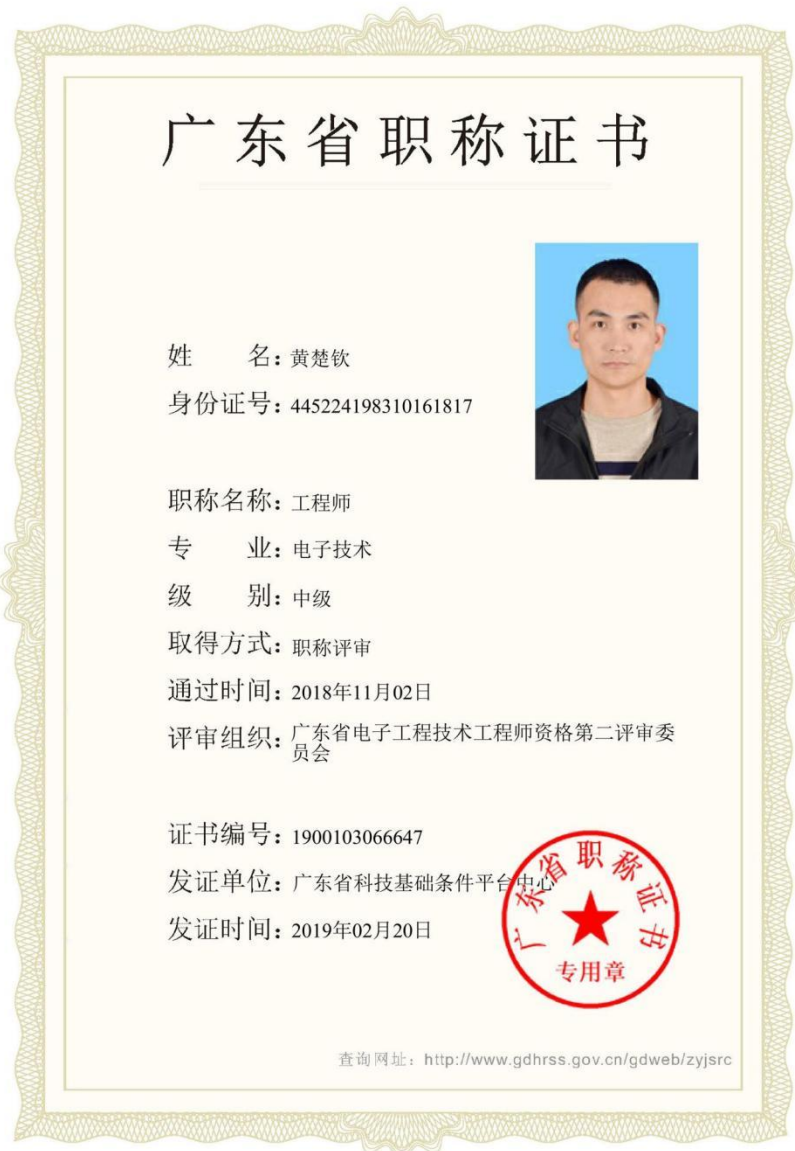 广东省职称证书
姓 名：黄楚钦
身份证号：445224198310161817
职称名称：工程师
专 业：电子技术
级 别：中级
取得方式：职称评审
通过时间：2018年11月02日
评审组织：广东省电子工程技术工程师资格第二评审委
员会
证书编号：1900103066647
发证单位：广东省科技基础条件平台中心
发证时间：2019年02月20日
广东省职称证书
专用章
查询网址：http://www.gdhrss.gov.cn/gdweb/zyjsrc